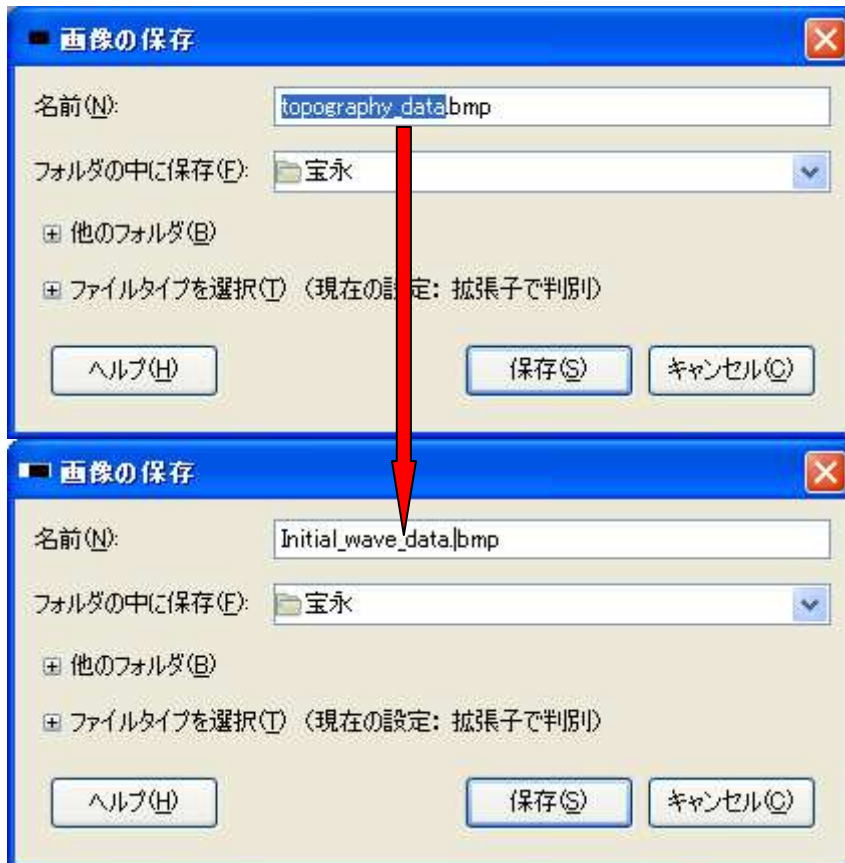 画像の保存
名前(N): topography_data.bmp
フォルダの中に保存(F): 宝永
他のフォルダ(B)
ファイルタイプを選択(T) (現在の設定: 拡張子で判別)
ヘルプ(H) 保存(S) キャンセル(C)
画像の保存
名前(N): Initial_wave_data.bmp
フォルダの中に保存(F): 宝永
他のフォルダ(B)
ファイルタイプを選択(T) (現在の設定: 拡張子で判別)
ヘルプ(H) 保存(S) キャンセル(C)